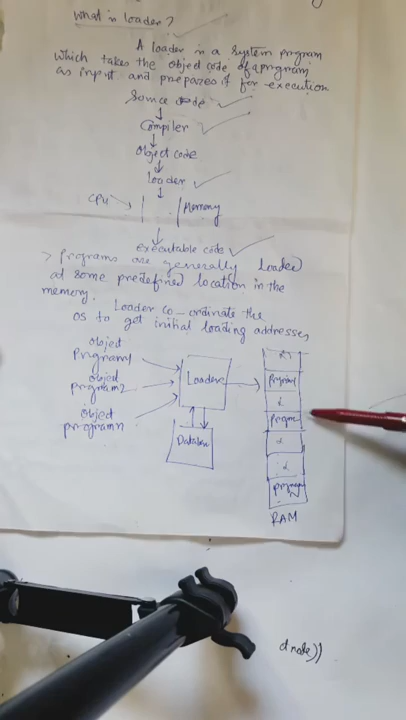 What is loader?
A loader is a system program
which takes the object code of a program
as input and prepares it for execution
Source code
Compiler
Object code
loader
CPU
Memory
executable code
> Programs are generally loaded
at some predefined location in the
memory.
Loader co-ordinate the
os to get initial loading addresses
Object
Program1
Object
program2
Object
program n
Loader
Database
RAM